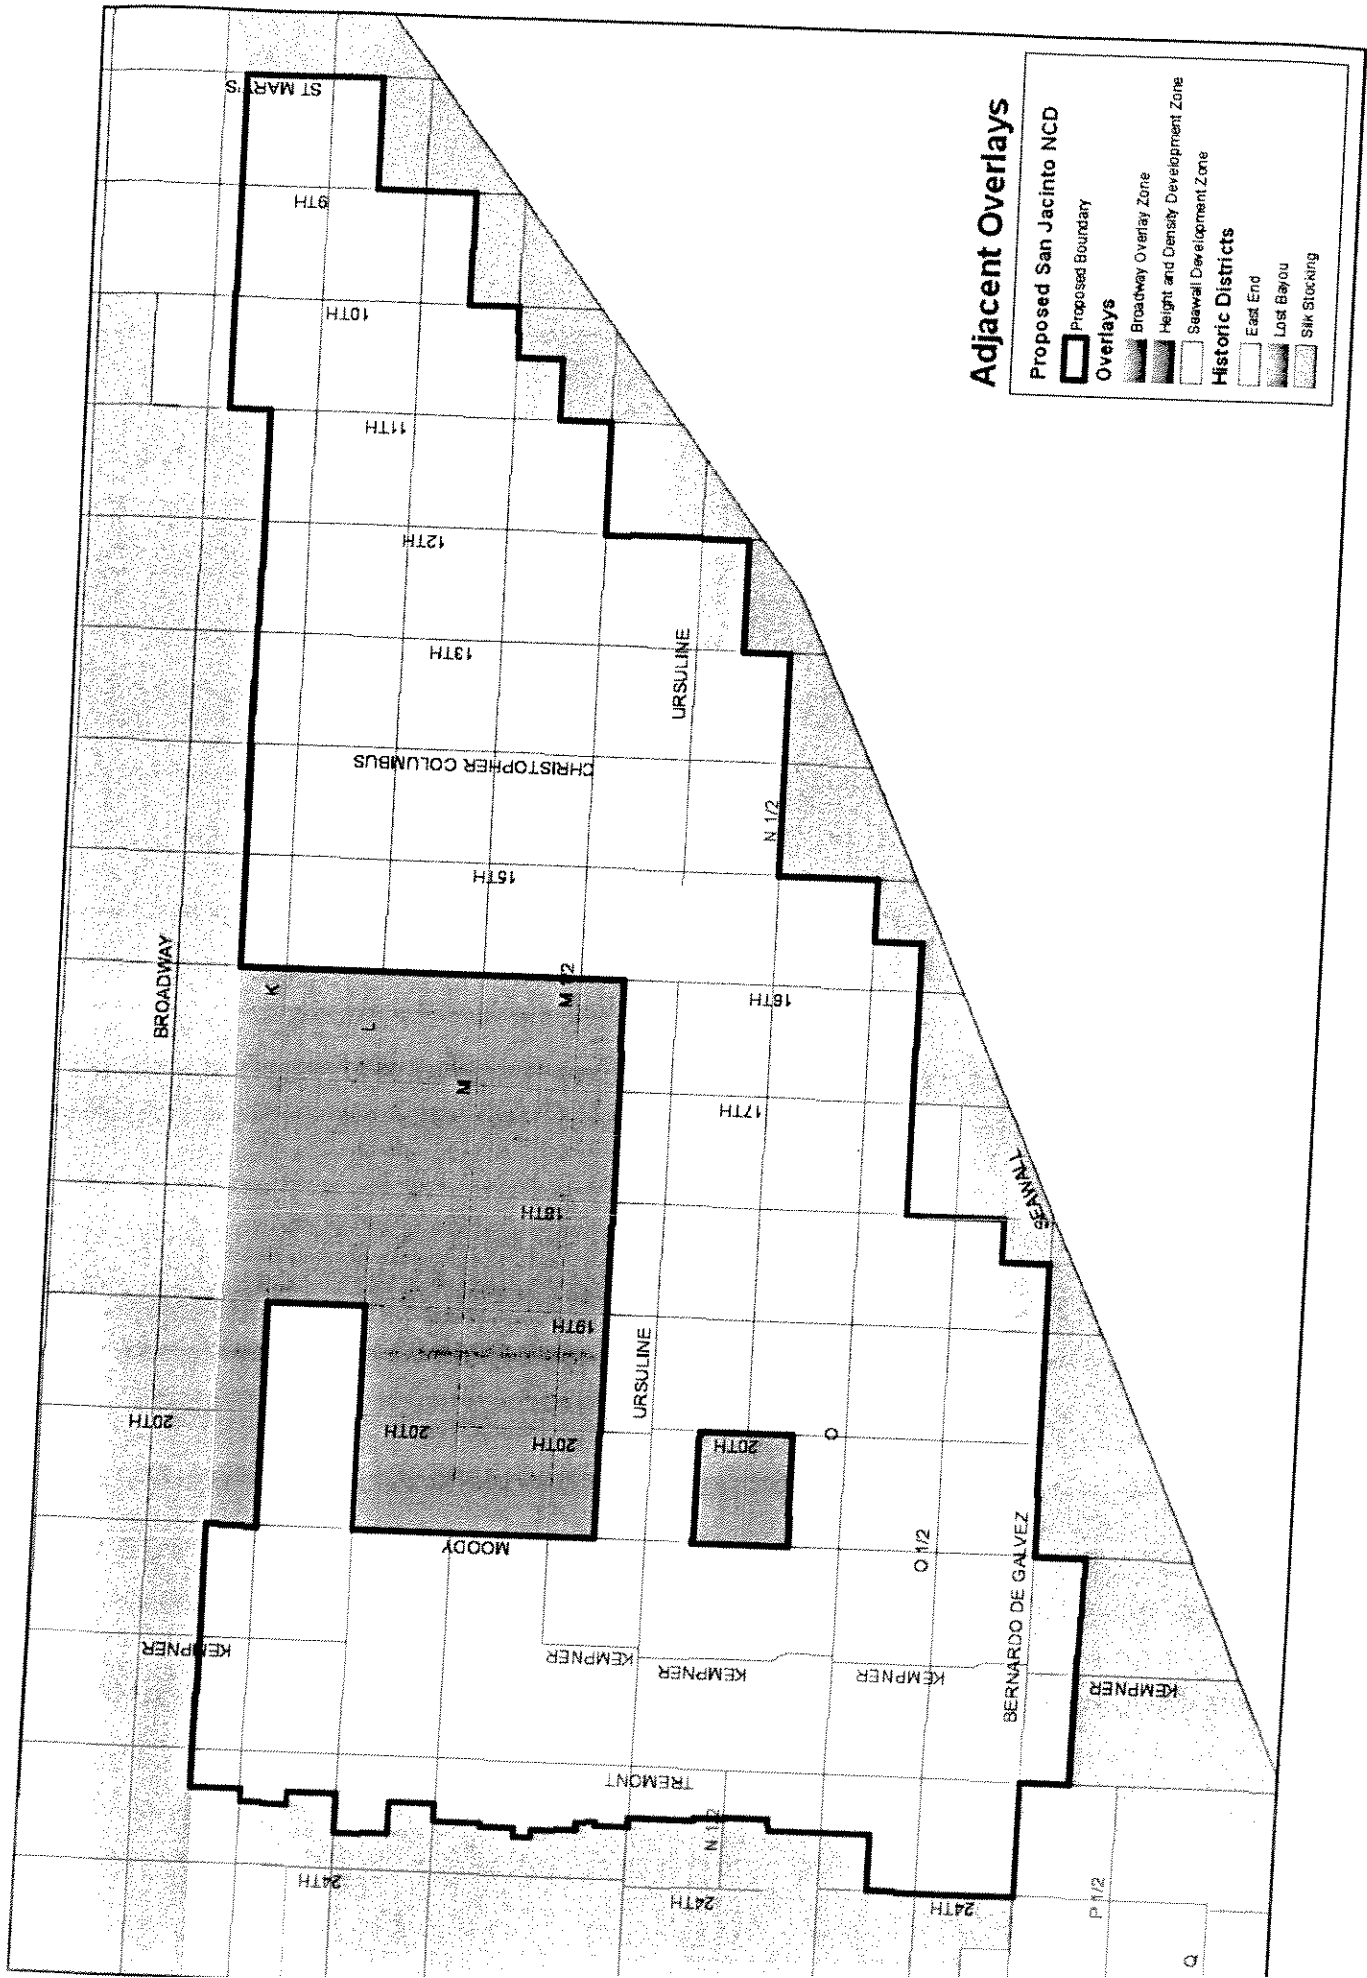 Adjacent Overlays
Proposed San Jacinto NCD
Proposed Boundary
Overlays
Broadway Overlay Zone
Height and Density Development Zone
Seawall Development Zone
Historic Districts
East End
Lost Bayou
Silk Stocking
ST MARY'S
9TH
10TH
11TH
12TH
13TH
URSULINE
CHRISTOPHER COLUMBUS
N 1/2
15TH
BROADWAY
K
L
M
M 1/2
16TH
17TH
18TH
SEAWALL
19TH
URSULINE
20TH
20TH
20TH
20TH
O
O 1/2
MOODY
BERNARDO DE GALVEZ
KEMPNER
KEMPNER
KEMPNER
KEMPNER
KEMPNER
TREMONT
N 1/2
24TH
24TH
24TH
P 1/2
Q